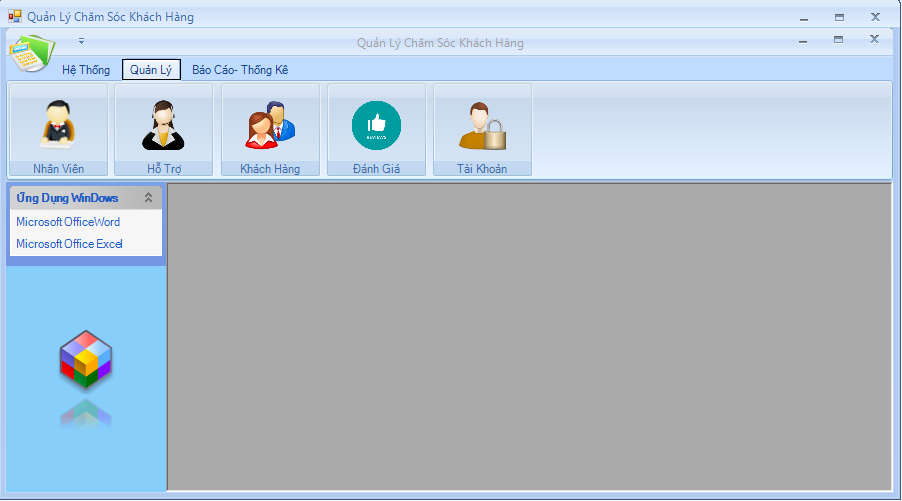 Quản Lý Chăm Sóc Khách Hàng
Quản Lý Chăm Sóc Khách Hàng
Hệ Thống Quản Lý Báo Cáo- Thống Kê
REVIEWS
Nhân Viên Hỗ Trợ Khách Hàng Đánh Giá Tài Khoản
Ứng Dụng WinDows
Microsoft OfficeWord
Microsoft Office Excel